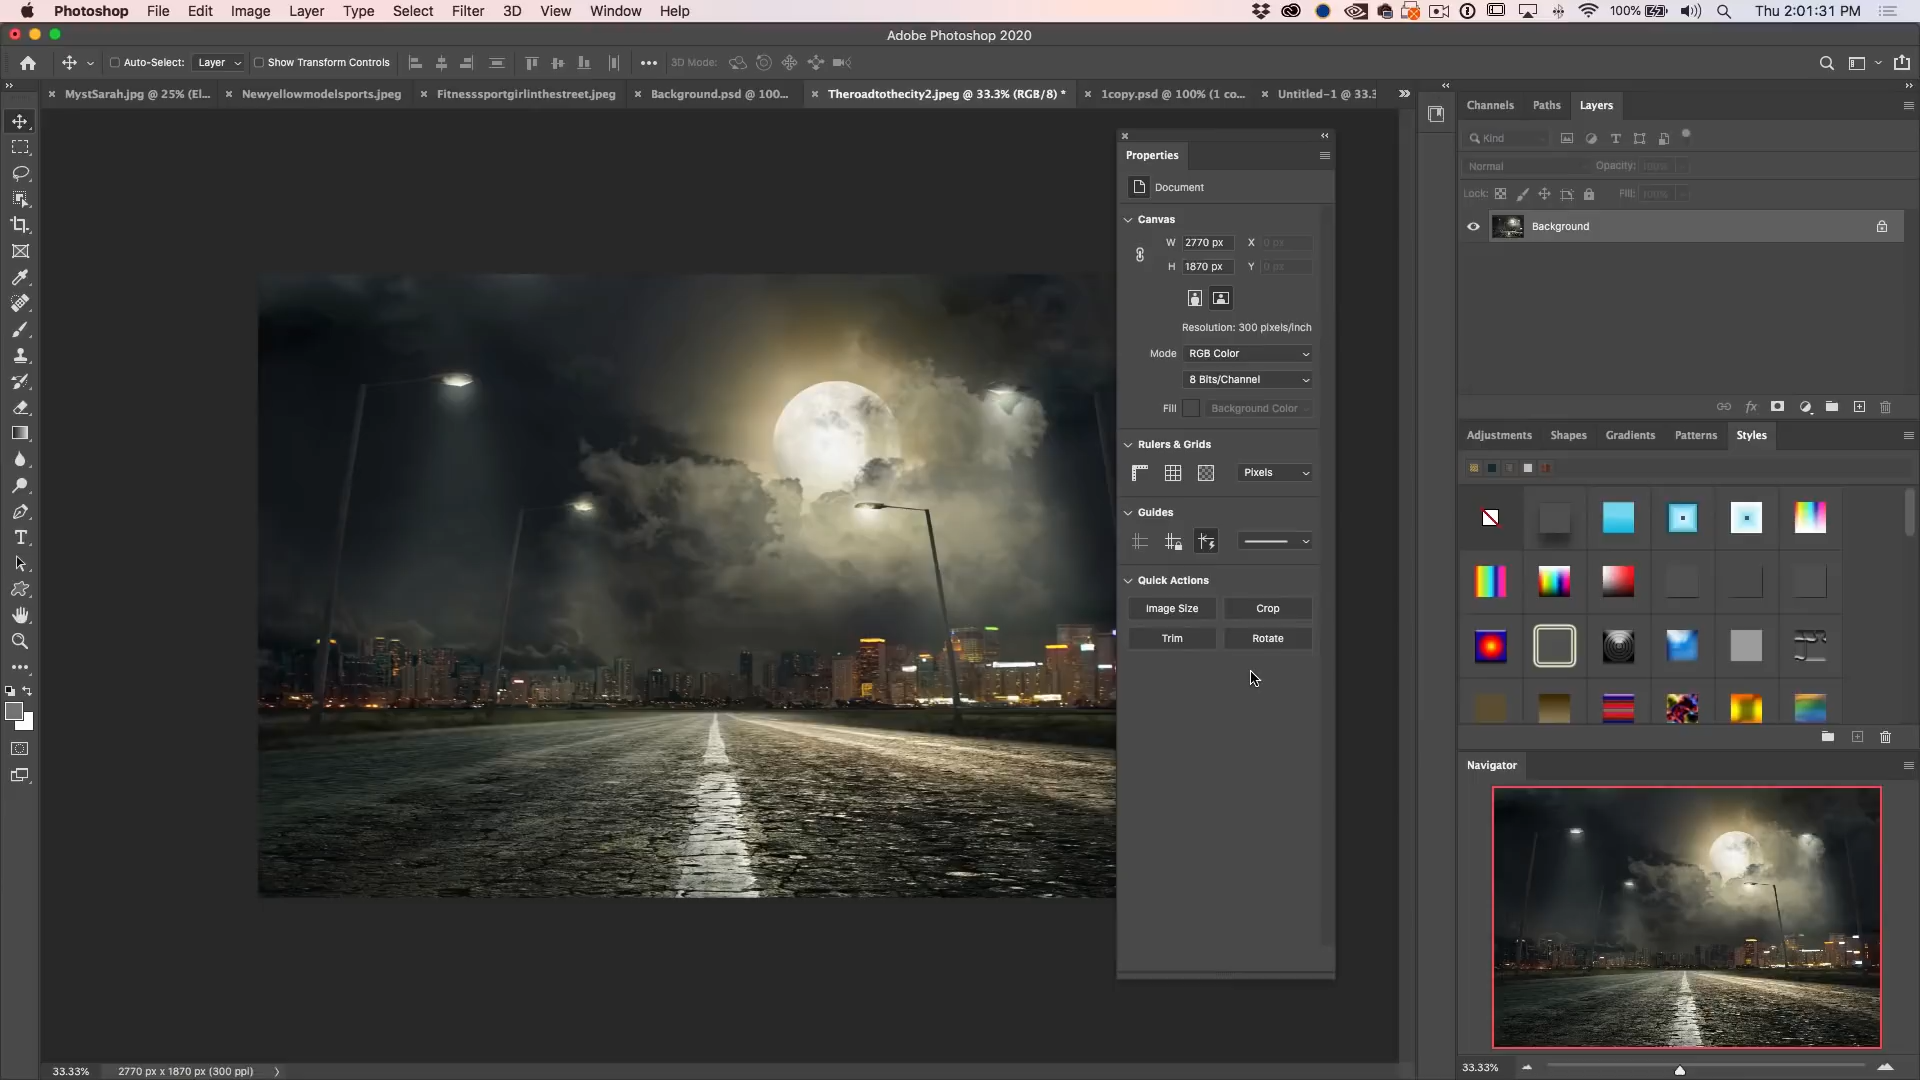 Photoshop File Edit Image Layer Type Select Filter 3D View Window Help 100% Thu 2:01:31 PM
Adobe Photoshop 2020
Auto-Select: Layer Show Transform Controls 3D Mode:
MystSarah.jpg @ 25% (El... Newyellowmodelsports.jpeg Fitnesssportgirlinthestreet.jpeg Background.psd @ 100... Theroadtothecity2.jpeg @ 33.3% (RGB/8) * 1copy.psd @ 100% (1 co... Untitled-1 @ 33.3
Channels Paths Layers
Kind
Normal Opacity: 100%
Lock: Fill: 100%
Background
Properties
Document
Canvas
W 2770 px X 0 px
H 1870 px Y 0 px
Resolution: 300 pixels/inch
Mode RGB Color
8 Bits/Channel
Fill Background Color
Rulers & Grids
Pixels
Guides
Quick Actions
Image Size Crop
Trim Rotate
Adjustments Shapes Gradients Patterns Styles
Navigator
33.33% 2770 px x 1870 px (300 ppi)
33.33%